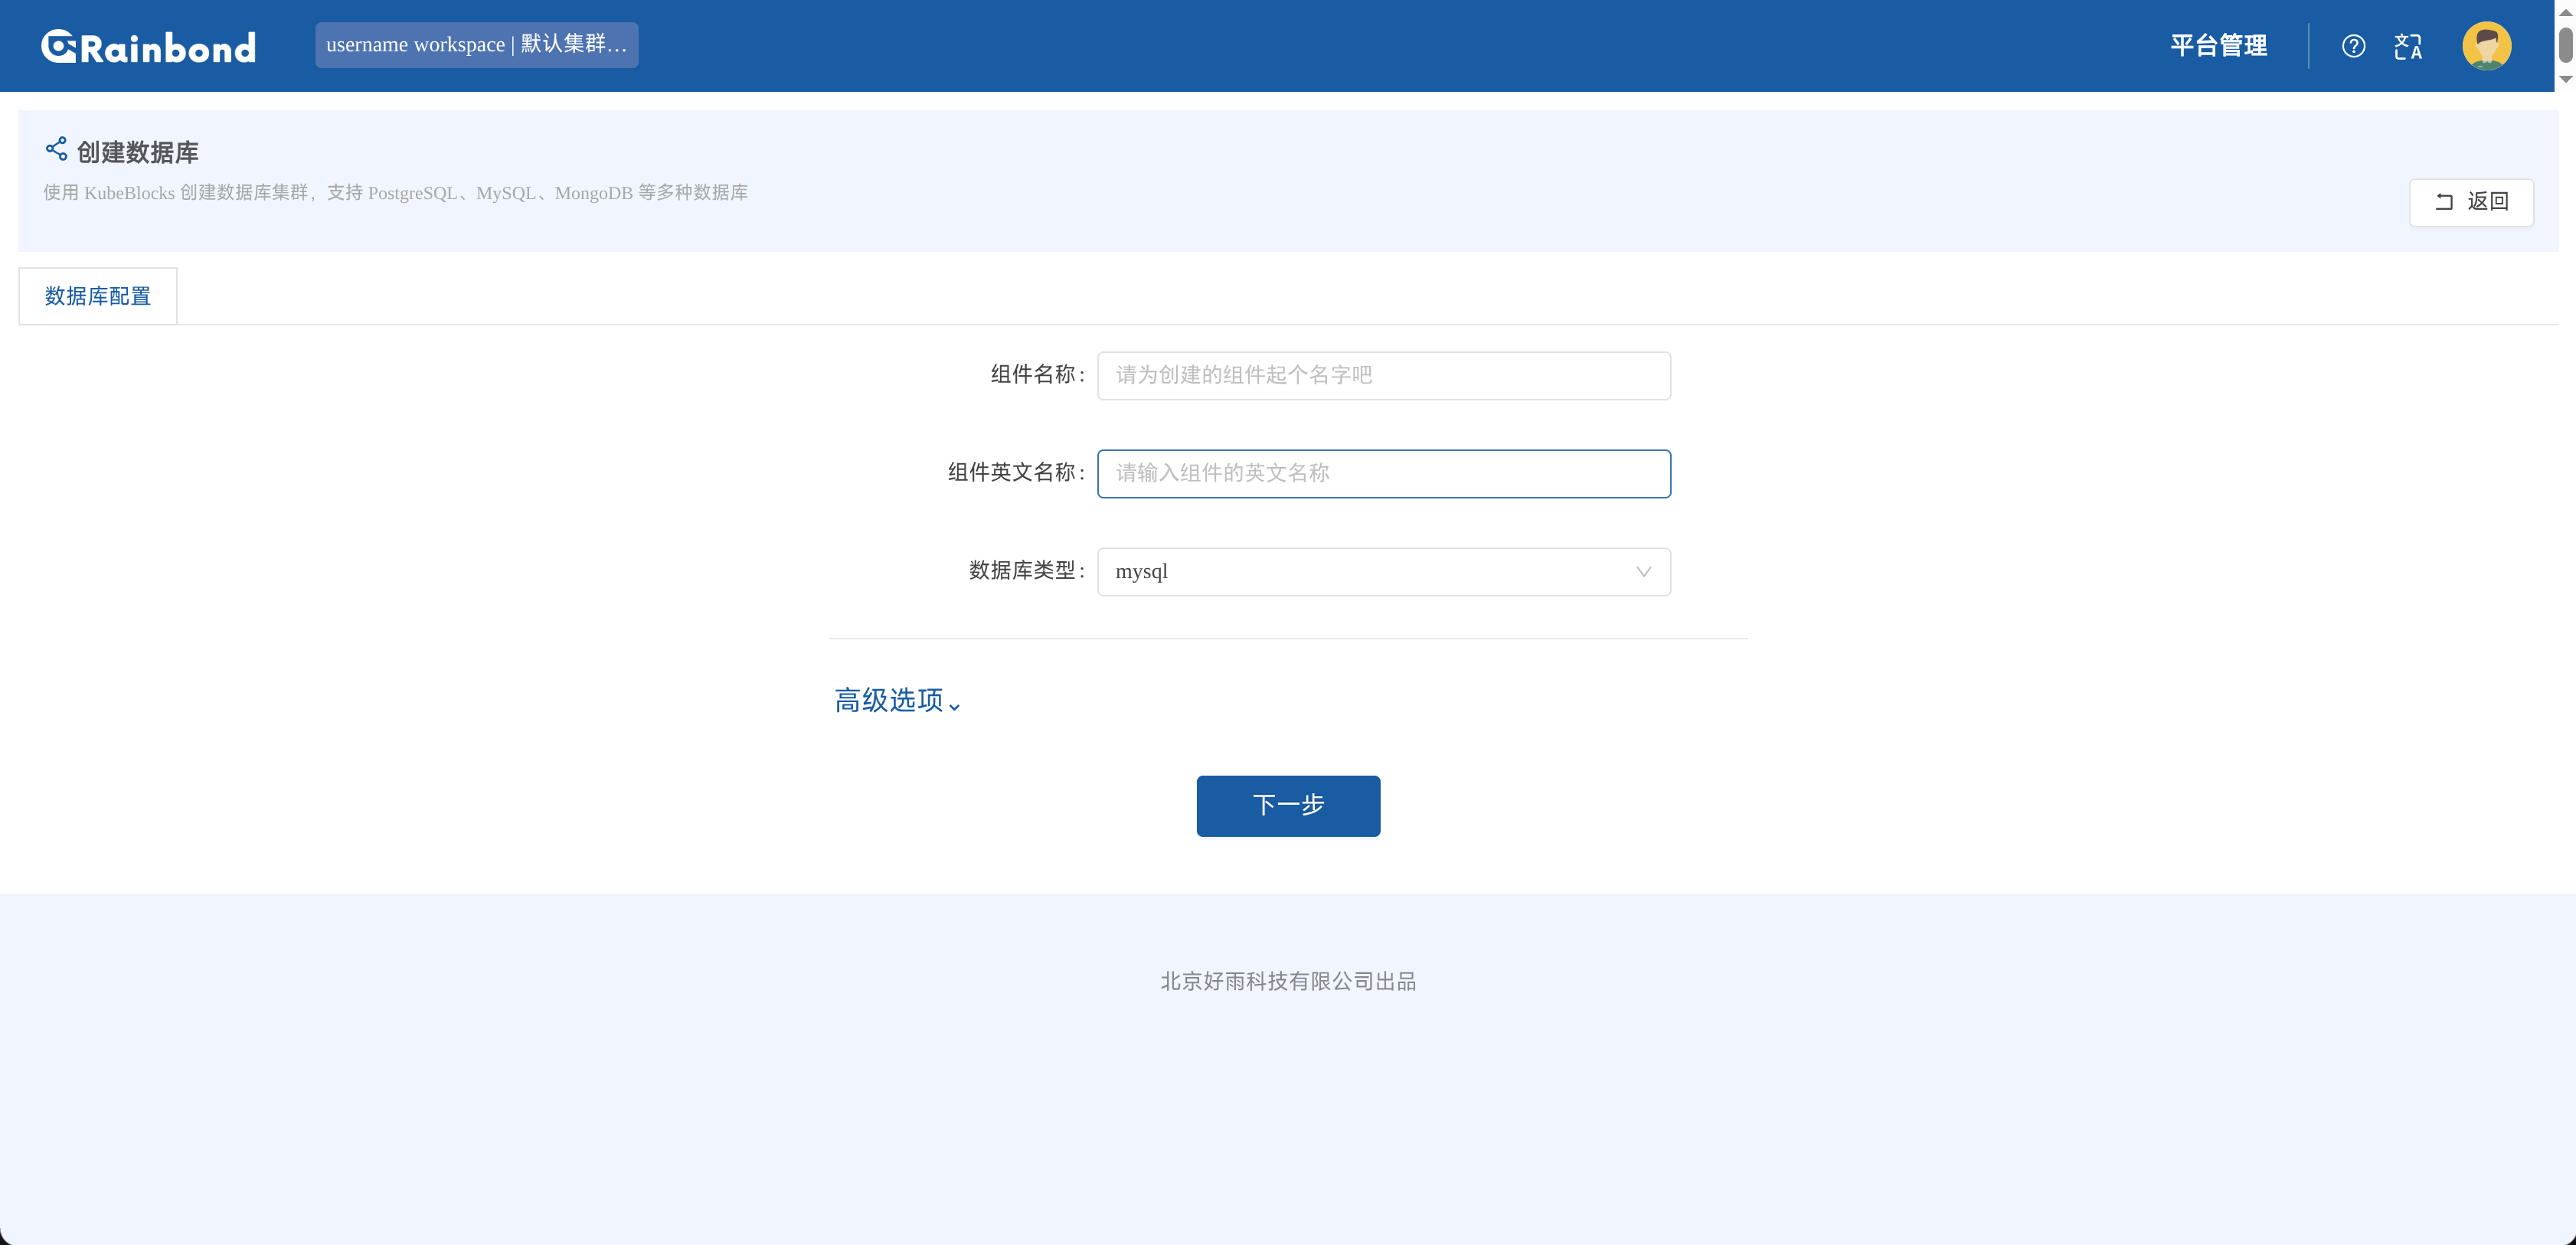 Rainbond
username workspace | 默认集群…
平台管理
创建数据库
使用 KubeBlocks 创建数据库集群，支持 PostgreSQL、MySQL、MongoDB 等多种数据库
返回
数据库配置
组件名称:
请为创建的组件起个名字吧
组件英文名称:
请输入组件的英文名称
数据库类型:
mysql
高级选项
下一步
北京好雨科技有限公司出品